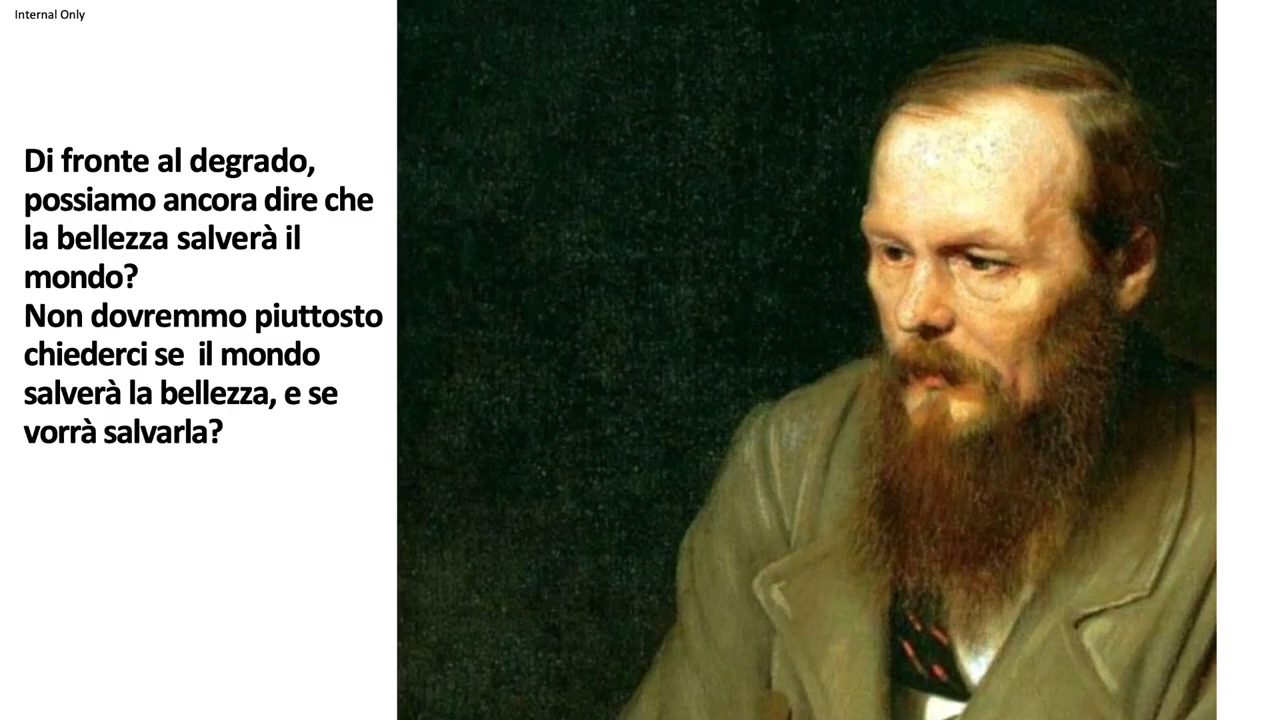 Internal Only
Di fronte al degrado,
possiamo ancora dire che
la bellezza salverà il
mondo?
Non dovremmo piuttosto
chiederci se  il mondo
salverà la bellezza, e se
vorrà salvarla?